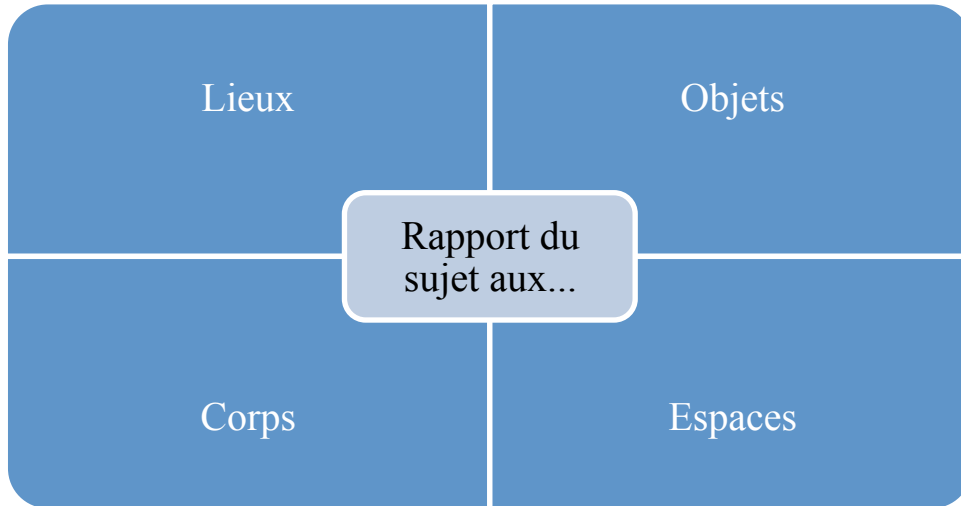 Lieux
Objets
Rapport du
sujet aux...
Corps
Espaces